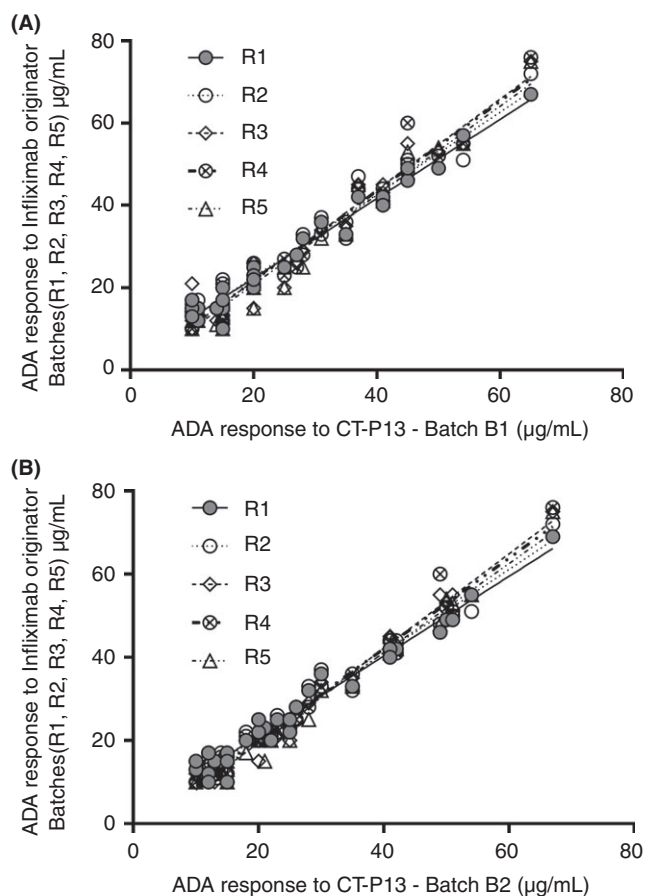 (A)
80
60
40
20
0
R1
R2
R3
R4
R5
ADA response to Infliximab originator
Batches(R1, R2, R3, R4, R5) µg/mL
0 20 40 60 80
ADA response to CT-P13 - Batch B1 (µg/mL)
(B)
80
60
40
20
0
R1
R2
R3
R4
R5
ADA response to Infliximab originator
Batches(R1, R2, R3, R4, R5) µg/mL
0 20 40 60 80
ADA response to CT-P13 - Batch B2 (µg/mL)